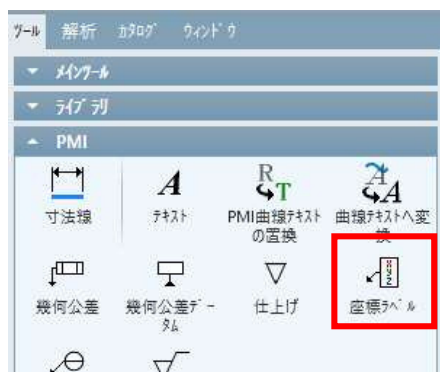 ﾂｰﾙ 解析 ｶﾀﾛｸﾞ ｳｨﾝﾄﾞｳ
ﾒｲﾝﾂｰﾙ
ﾗｲﾌﾞﾗﾘ
PMI
寸法線 ﾃｷｽﾄ PMI曲線ﾃｷｽﾄの置換 曲線ﾃｷｽﾄへ変換
幾何公差 幾何公差ﾃﾞｰﾀﾑ 仕上げ 座標ﾗﾍﾞﾙ